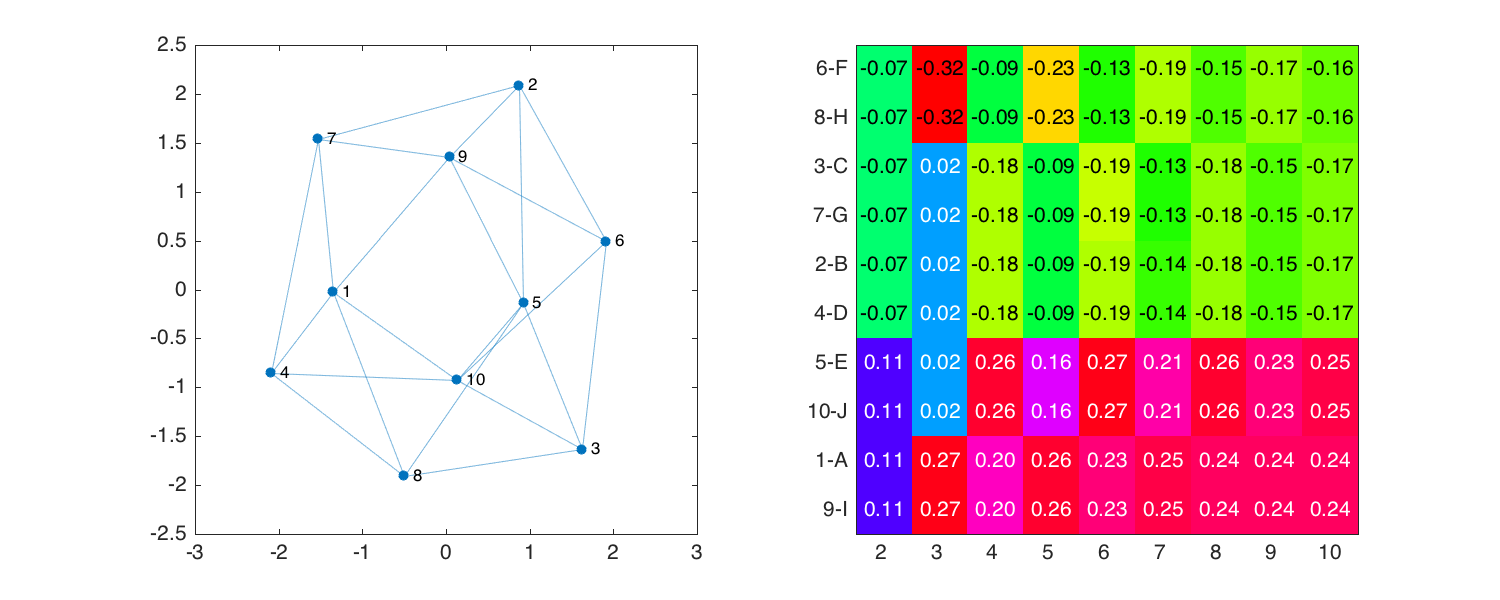 2.5
2
1.5
1
0.5
0
-0.5
-1
-1.5
-2
-2.5
-3 -2 -1 0 1 2 3
2
7
9
6
1
5
4
10
3
8
6-F -0.07 -0.32 -0.09 -0.23 -0.13 -0.19 -0.15 -0.17 -0.16
8-H -0.07 -0.32 -0.09 -0.23 -0.13 -0.19 -0.15 -0.17 -0.16
3-C -0.07 0.02 -0.18 -0.09 -0.19 -0.13 -0.18 -0.15 -0.17
7-G -0.07 0.02 -0.18 -0.09 -0.19 -0.13 -0.18 -0.15 -0.17
2-B -0.07 0.02 -0.18 -0.09 -0.19 -0.14 -0.18 -0.15 -0.17
4-D -0.07 0.02 -0.18 -0.09 -0.19 -0.14 -0.18 -0.15 -0.17
5-E 0.11 0.02 0.26 0.16 0.27 0.21 0.26 0.23 0.25
10-J 0.11 0.02 0.26 0.16 0.27 0.21 0.26 0.23 0.25
1-A 0.11 0.27 0.20 0.26 0.23 0.25 0.24 0.24 0.24
9-I 0.11 0.27 0.20 0.26 0.23 0.25 0.24 0.24 0.24
2 3 4 5 6 7 8 9 10